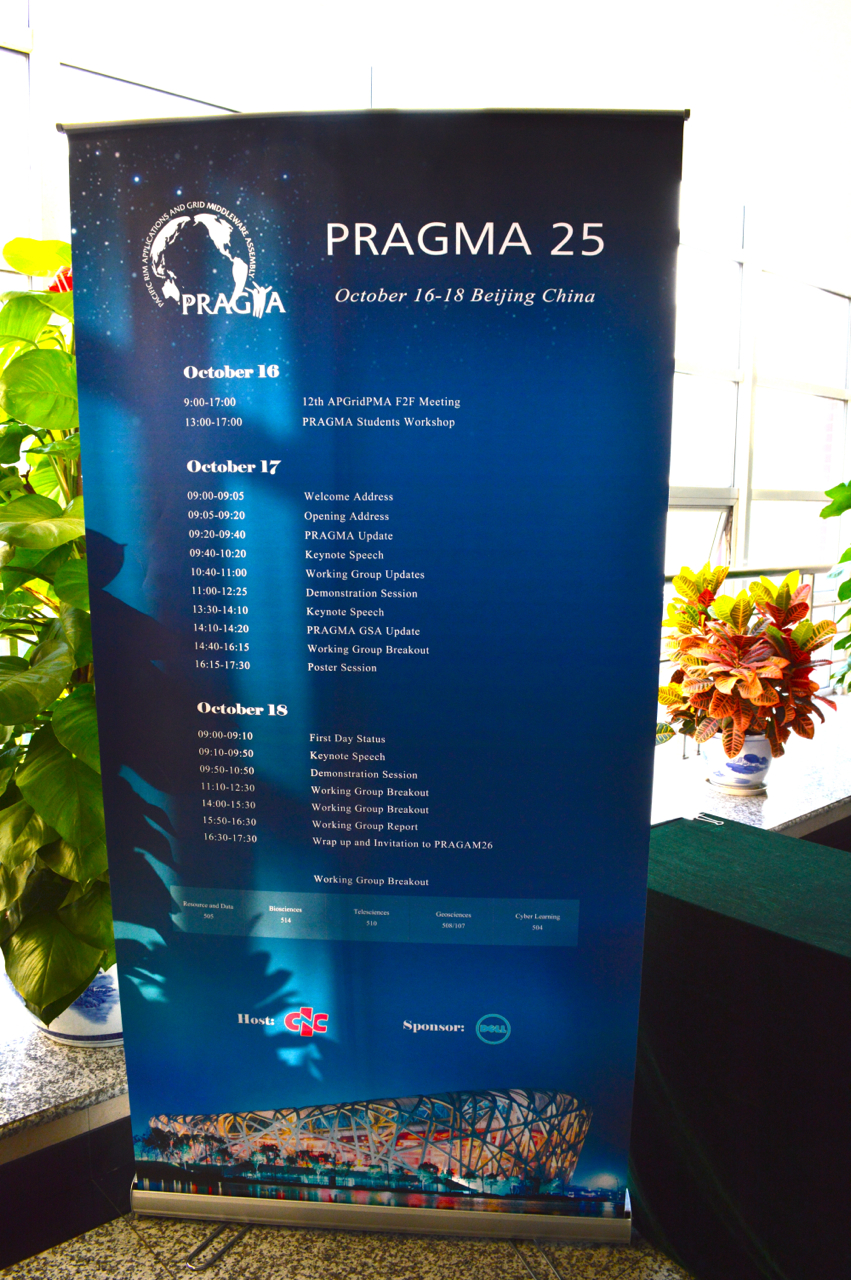 PACIFIC RIM APPLICATIONS AND GRID MIDDLEWARE ASSEMBLY
PRAGMA
PRAGMA 25
October 16-18 Beijing China
October 16
9:00-17:00 12th APGridPMA F2F Meeting
13:00-17:00 PRAGMA Students Workshop
October 17
09:00-09:05 Welcome Address
09:05-09:20 Opening Address
09:20-09:40 PRAGMA Update
09:40-10:20 Keynote Speech
10:40-11:00 Working Group Updates
11:00-12:25 Demonstration Session
13:30-14:10 Keynote Speech
14:10-14:20 PRAGMA GSA Update
14:40-16:15 Working Group Breakout
16:15-17:30 Poster Session
October 18
09:00-09:10 First Day Status
09:10-09:50 Keynote Speech
09:50-10:50 Demonstration Session
11:10-12:30 Working Group Breakout
14:00-15:30 Working Group Breakout
15:50-16:30 Working Group Report
16:30-17:30 Wrap up and Invitation to PRAGAM26
Working Group Breakout
Resource and Data Biosciences Telesciences Geosciences Cyber Learning
505 514 510 508/107 504
Host: CNC Sponsor: DELL